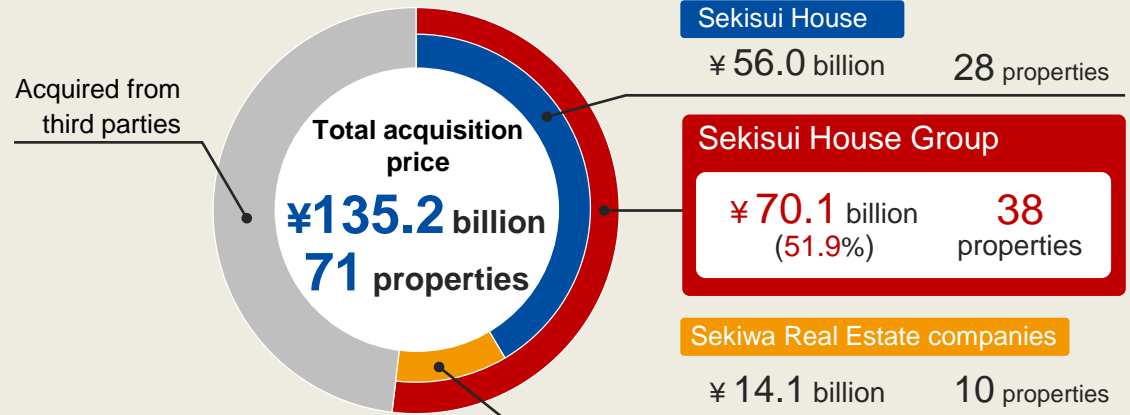 Acquired from
third parties
Total acquisition
price
¥135.2 billion
71 properties
Sekisui House
¥ 56.0 billion 28 properties
Sekisui House Group
¥ 70.1 billion 38
(51.9%) properties
Sekiwa Real Estate companies
¥ 14.1 billion 10 properties